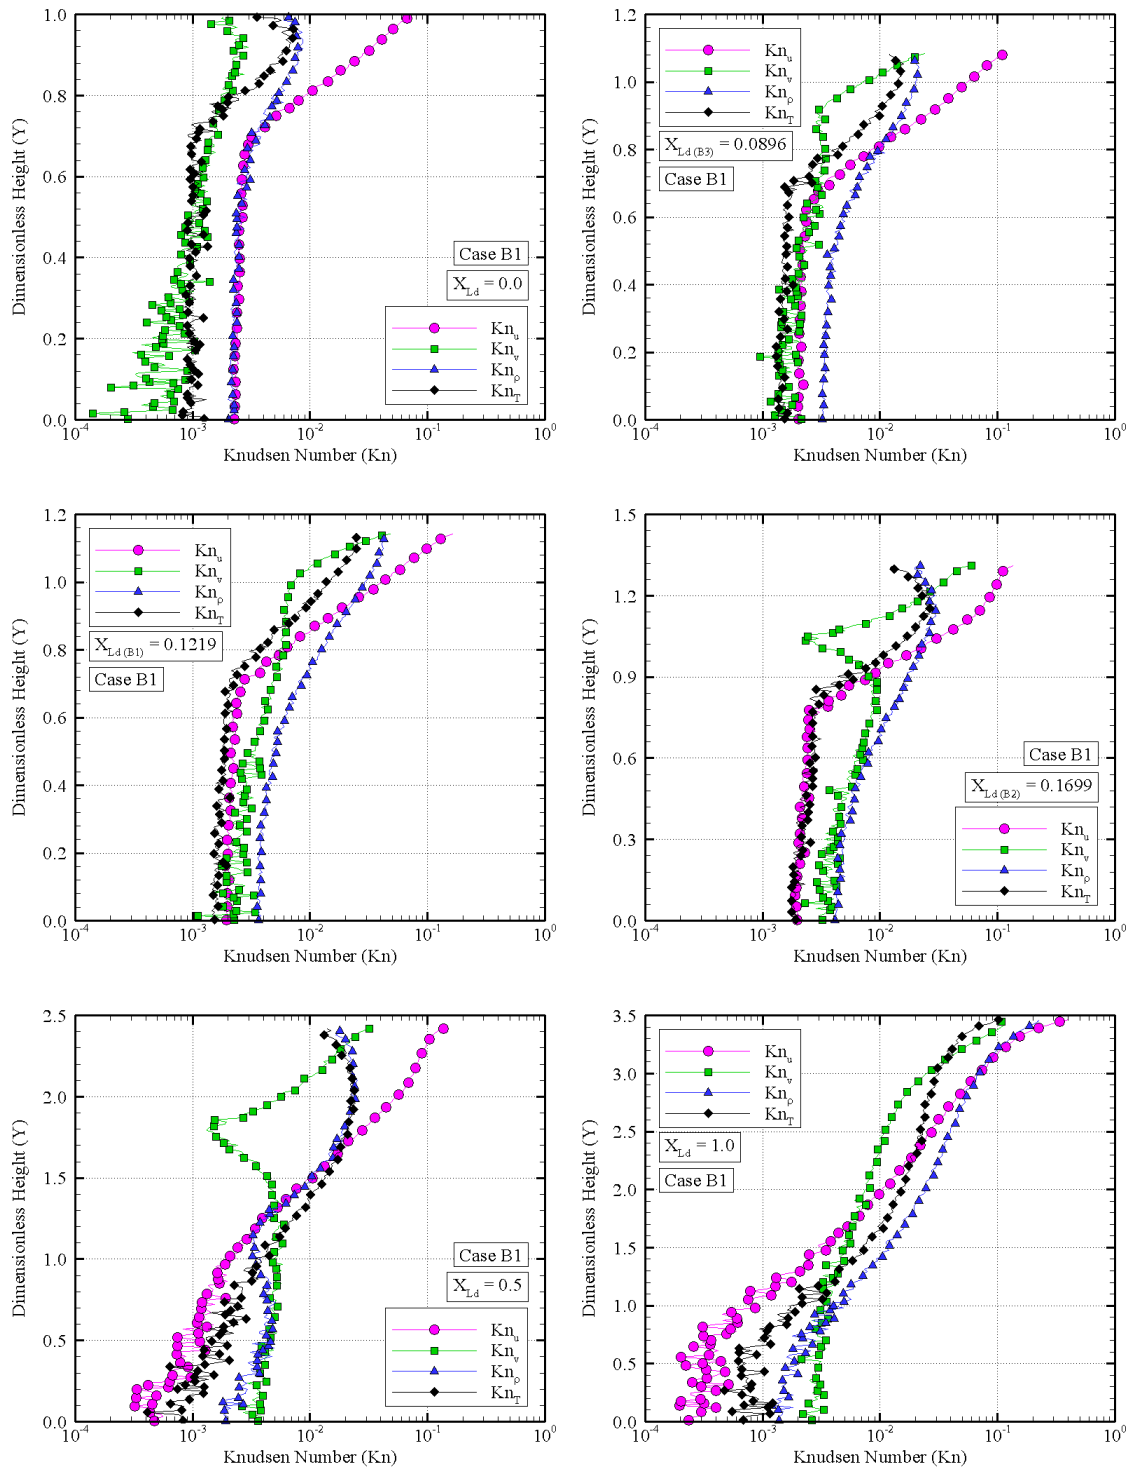 1.0
0.8
0.6
0.4
0.2
0.0
Dimensionless Height (Y)
Case B1
X_Ld = 0.0
Kn_u
Kn_v
Kn_ρ
Kn_T
10^-4 10^-3 10^-2 10^-1 10^0
Knudsen Number (Kn)
1.2
1.0
0.8
0.6
0.4
0.2
0.0
Dimensionless Height (Y)
Kn_u
Kn_v
Kn_ρ
Kn_T
X_Ld (B3) = 0.0896
Case B1
10^-4 10^-3 10^-2 10^-1 10^0
Knudsen Number (Kn)
1.2
1.0
0.8
0.6
0.4
0.2
0.0
Dimensionless Height (Y)
Kn_u
Kn_v
Kn_ρ
Kn_T
X_Ld (B1) = 0.1219
Case B1
10^-4 10^-3 10^-2 10^-1 10^0
Knudsen Number (Kn)
1.5
1.2
0.9
0.6
0.3
0.0
Dimensionless Height (Y)
Case B1
X_Ld (B2) = 0.1699
Kn_u
Kn_v
Kn_ρ
Kn_T
10^-4 10^-3 10^-2 10^-1 10^0
Knudsen Number (Kn)
2.5
2.0
1.5
1.0
0.5
0.0
Dimensionless Height (Y)
Case B1
X_Ld = 0.5
Kn_u
Kn_v
Kn_ρ
Kn_T
10^-4 10^-3 10^-2 10^-1 10^0
Knudsen Number (Kn)
3.5
3.0
2.5
2.0
1.5
1.0
0.5
0.0
Dimensionless Height (Y)
Kn_u
Kn_v
Kn_ρ
Kn_T
X_Ld = 1.0
Case B1
10^-4 10^-3 10^-2 10^-1 10^0
Knudsen Number (Kn)